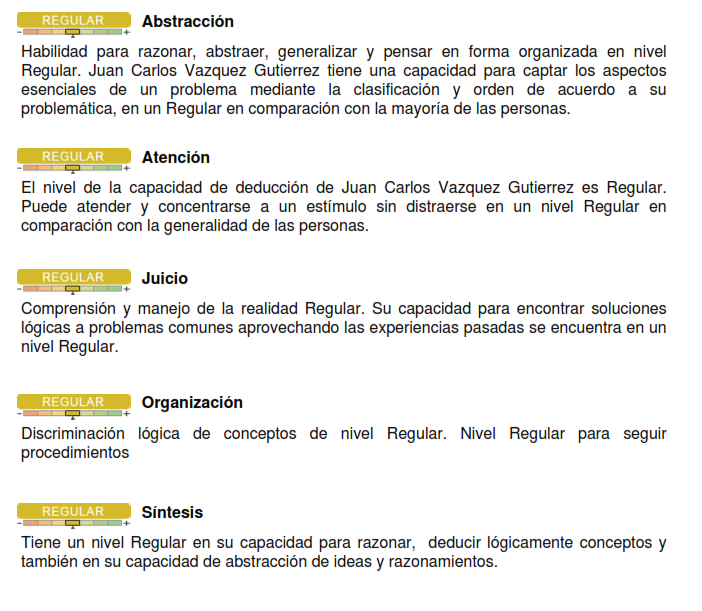 REGULAR Abstracción
- +
Habilidad para razonar, abstraer, generalizar y pensar en forma organizada en nivel
Regular. Juan Carlos Vazquez Gutierrez tiene una capacidad para captar los aspectos
esenciales de un problema mediante la clasificación y orden de acuerdo a su
problemática, en un Regular en comparación con la mayoría de las personas.
REGULAR Atención
- +
El nivel de la capacidad de deducción de Juan Carlos Vazquez Gutierrez es Regular.
Puede atender y concentrarse a un estímulo sin distraerse en un nivel Regular en
comparación con la generalidad de las personas.
REGULAR Juicio
- +
Comprensión y manejo de la realidad Regular. Su capacidad para encontrar soluciones
lógicas a problemas comunes aprovechando las experiencias pasadas se encuentra en un
nivel Regular.
REGULAR Organización
- +
Discriminación lógica de conceptos de nivel Regular. Nivel Regular para seguir
procedimientos
REGULAR Síntesis
- +
Tiene un nivel Regular en su capacidad para razonar, deducir lógicamente conceptos y
también en su capacidad de abstracción de ideas y razonamientos.